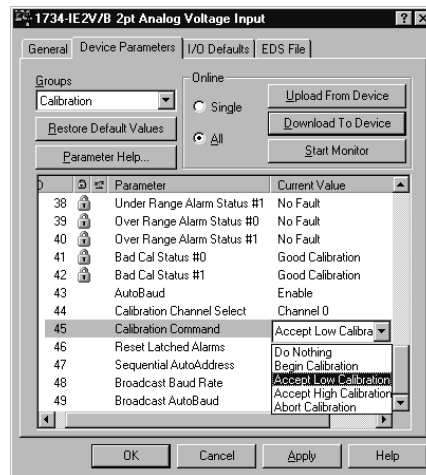 1734-IE2V/B 2pt Analog Voltage Input
General Device Parameters I/O Defaults EDS File
Groups
Calibration
Restore Default Values
Parameter Help...
Online
Single
All
Upload From Device
Download To Device
Start Monitor
Parameter Current Value
38 Under Range Alarm Status #1 No Fault
39 Over Range Alarm Status #0 No Fault
40 Over Range Alarm Status #1 No Fault
41 Bad Cal Status #0 Good Calibration
42 Bad Cal Status #1 Good Calibration
43 AutoBaud Enable
44 Calibration Channel Select Channel 0
45 Calibration Command Accept Low Calibra
46 Reset Latched Alarms
47 Sequential AutoAddress
48 Broadcast Baud Rate
49 Broadcast AutoBaud
Do Nothing
Begin Calibration
Accept Low Calibration
Accept High Calibration
Abort Calibration
OK Cancel Apply Help